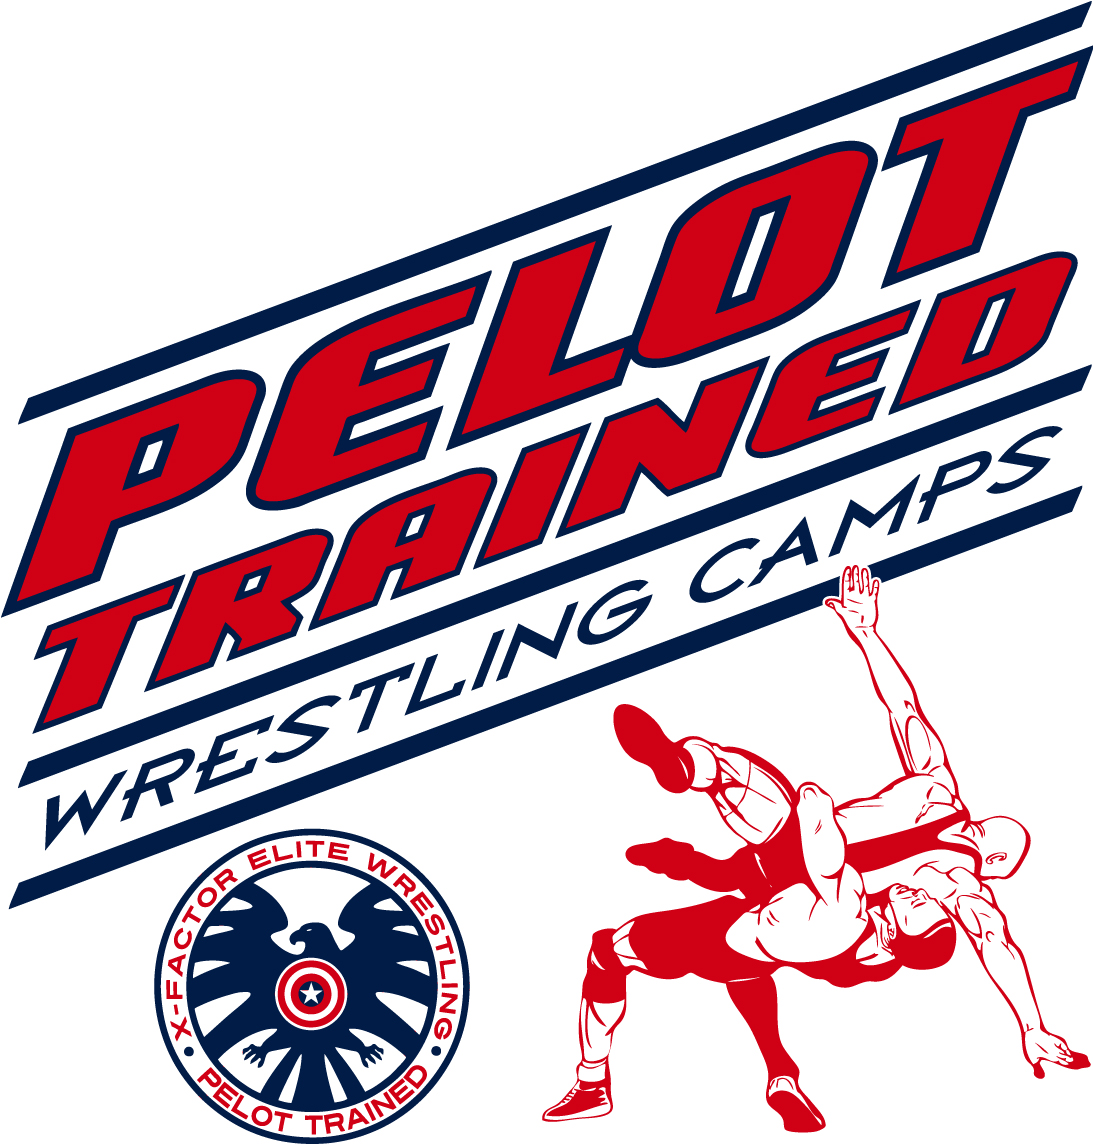 PELOT
TRAINED
WRESTLING CAMPS
X-FACTOR ELITE WRESTLING
• PELOT TRAINED •